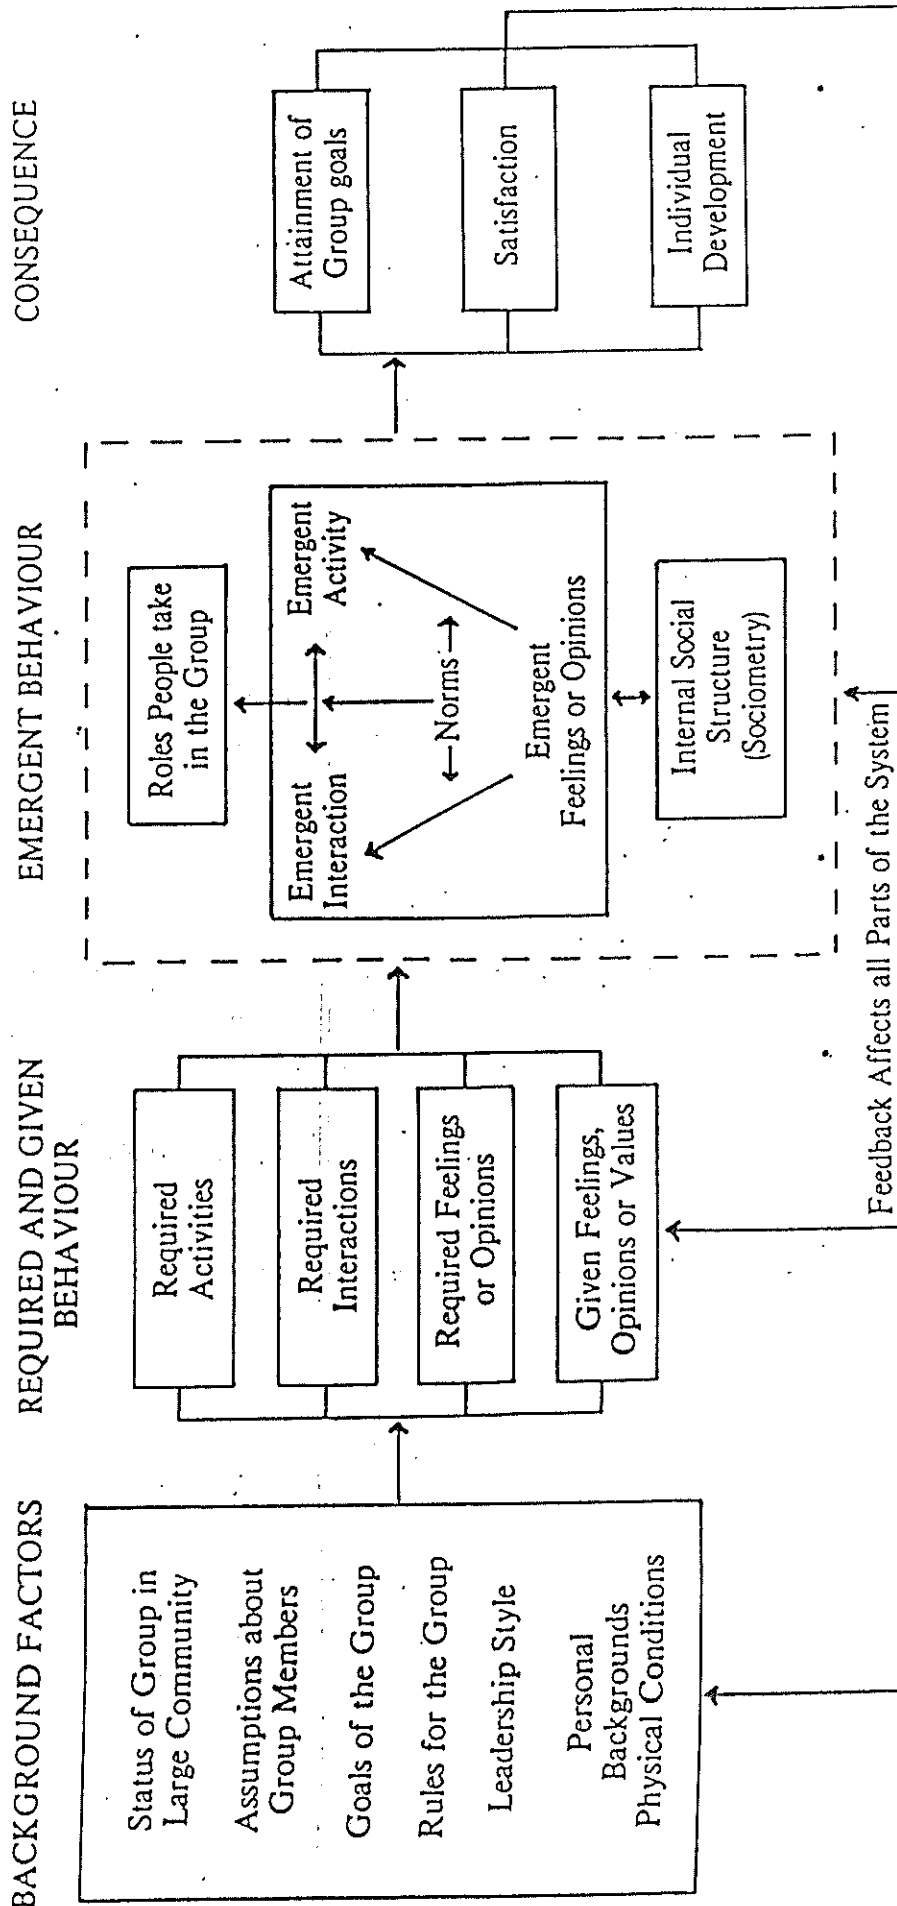 BACKGROUND FACTORS
Status of Group in
Large Community
Assumptions about
Group Members
Goals of the Group
Rules for the Group
Leadership Style
Personal
Backgrounds
Physical Conditions
REQUIRED AND GIVEN
BEHAVIOUR
Required
Activities
Required
Interactions
Required Feelings
or Opinions
Given Feelings,
Opinions or Values
EMERGENT BEHAVIOUR
Roles People take
in the Group
Emergent
Interaction
Emergent
Activity
Norms
Emergent
Feelings or Opinions
Internal Social
Structure
(Sociometry)
CONSEQUENCE
Attainment of
Group goals
Satisfaction
Individual
Development
Feedback Affects all Parts of the System